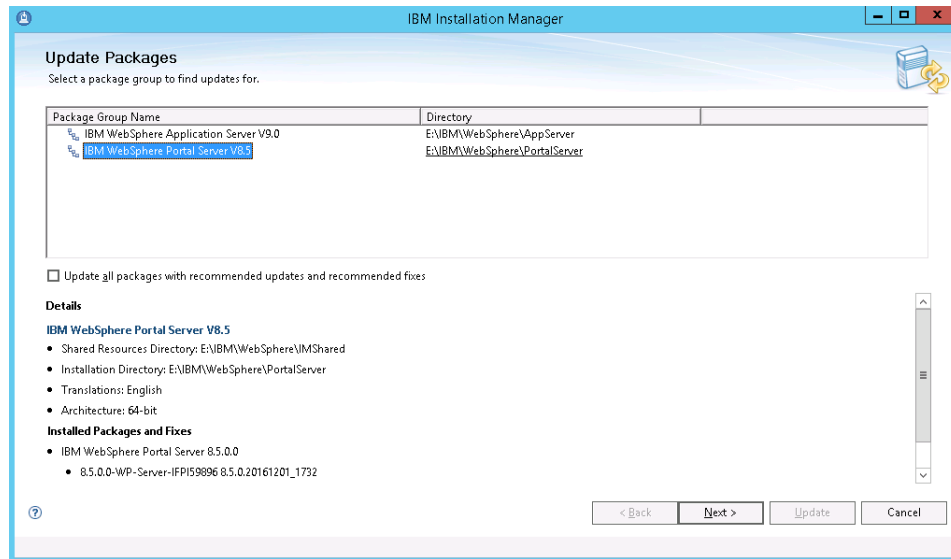 IBM Installation Manager
Update Packages
Select a package group to find updates for.
Package Group Name Directory
IBM WebSphere Application Server V9.0 E:\IBM\WebSphere\AppServer
IBM WebSphere Portal Server V8.5 E:\IBM\WebSphere\PortalServer
Update all packages with recommended updates and recommended fixes
Details
IBM WebSphere Portal Server V8.5
• Shared Resources Directory: E:\IBM\WebSphere\IMShared
• Installation Directory: E:\IBM\WebSphere\PortalServer
• Translations: English
• Architecture: 64-bit
Installed Packages and Fixes
• IBM WebSphere Portal Server 8.5.0.0
• 8.5.0.0-WP-Server-IFPI59896 8.5.0.20161201_1732
? < Back Next > Update Cancel